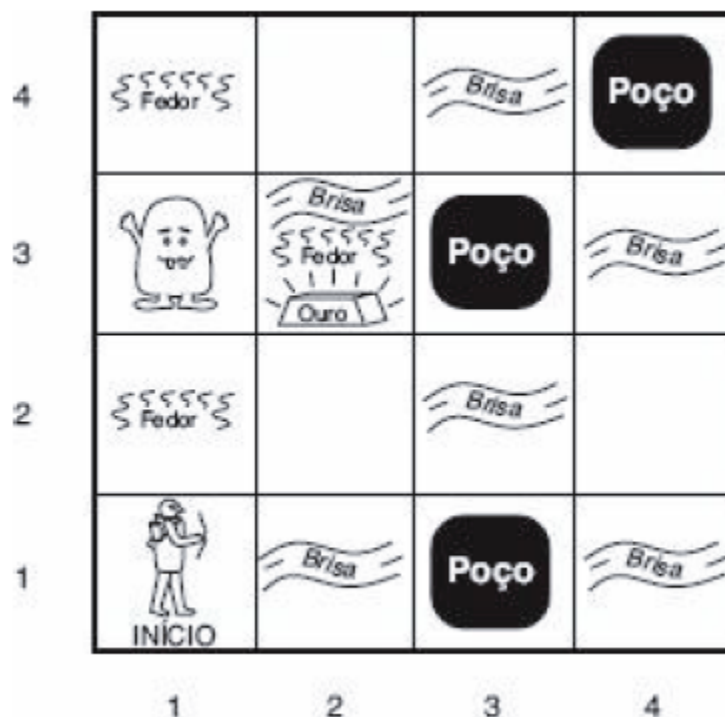 4
Fedor
Brisa
Poço
3
Brisa
Fedor
Ouro
Poço
Brisa
2
Fedor
Brisa
1
INÍCIO
Brisa
Poço
Brisa
1 2 3 4